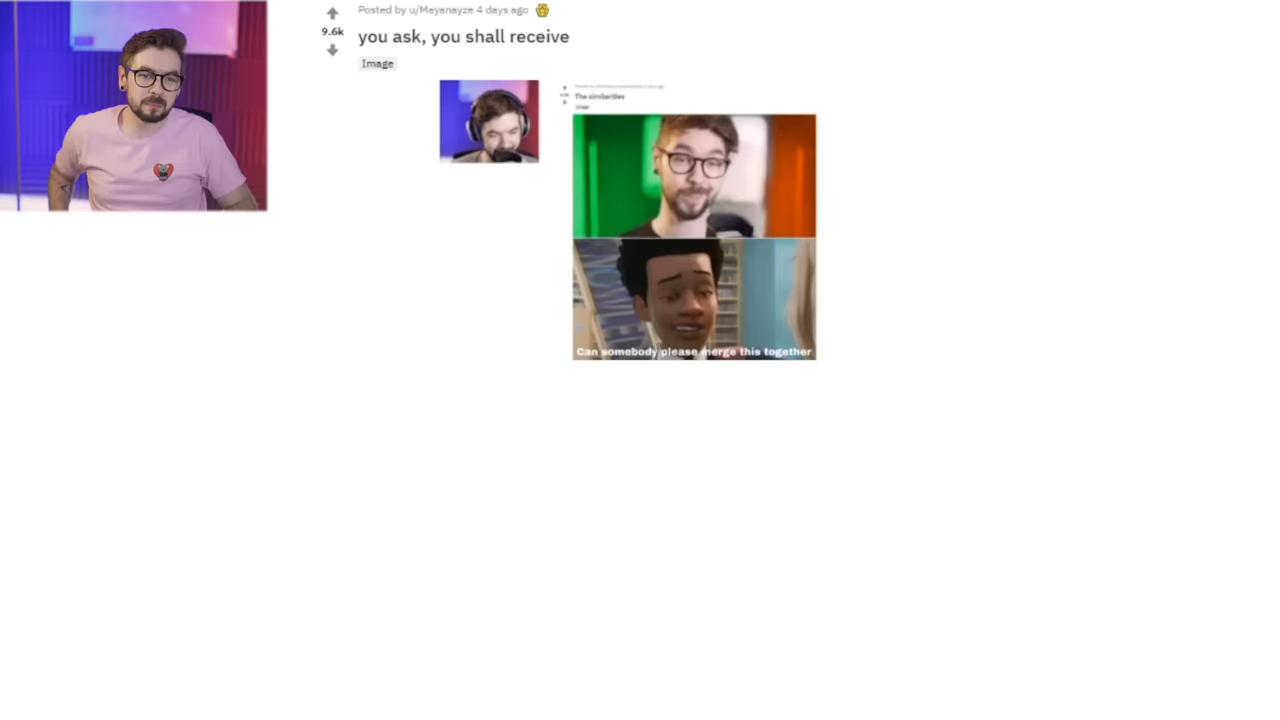 Posted by u/Mayanayze 4 days ago
9.6k
you ask, you shall receive
Image
The similarities
Can somebody please merge this together